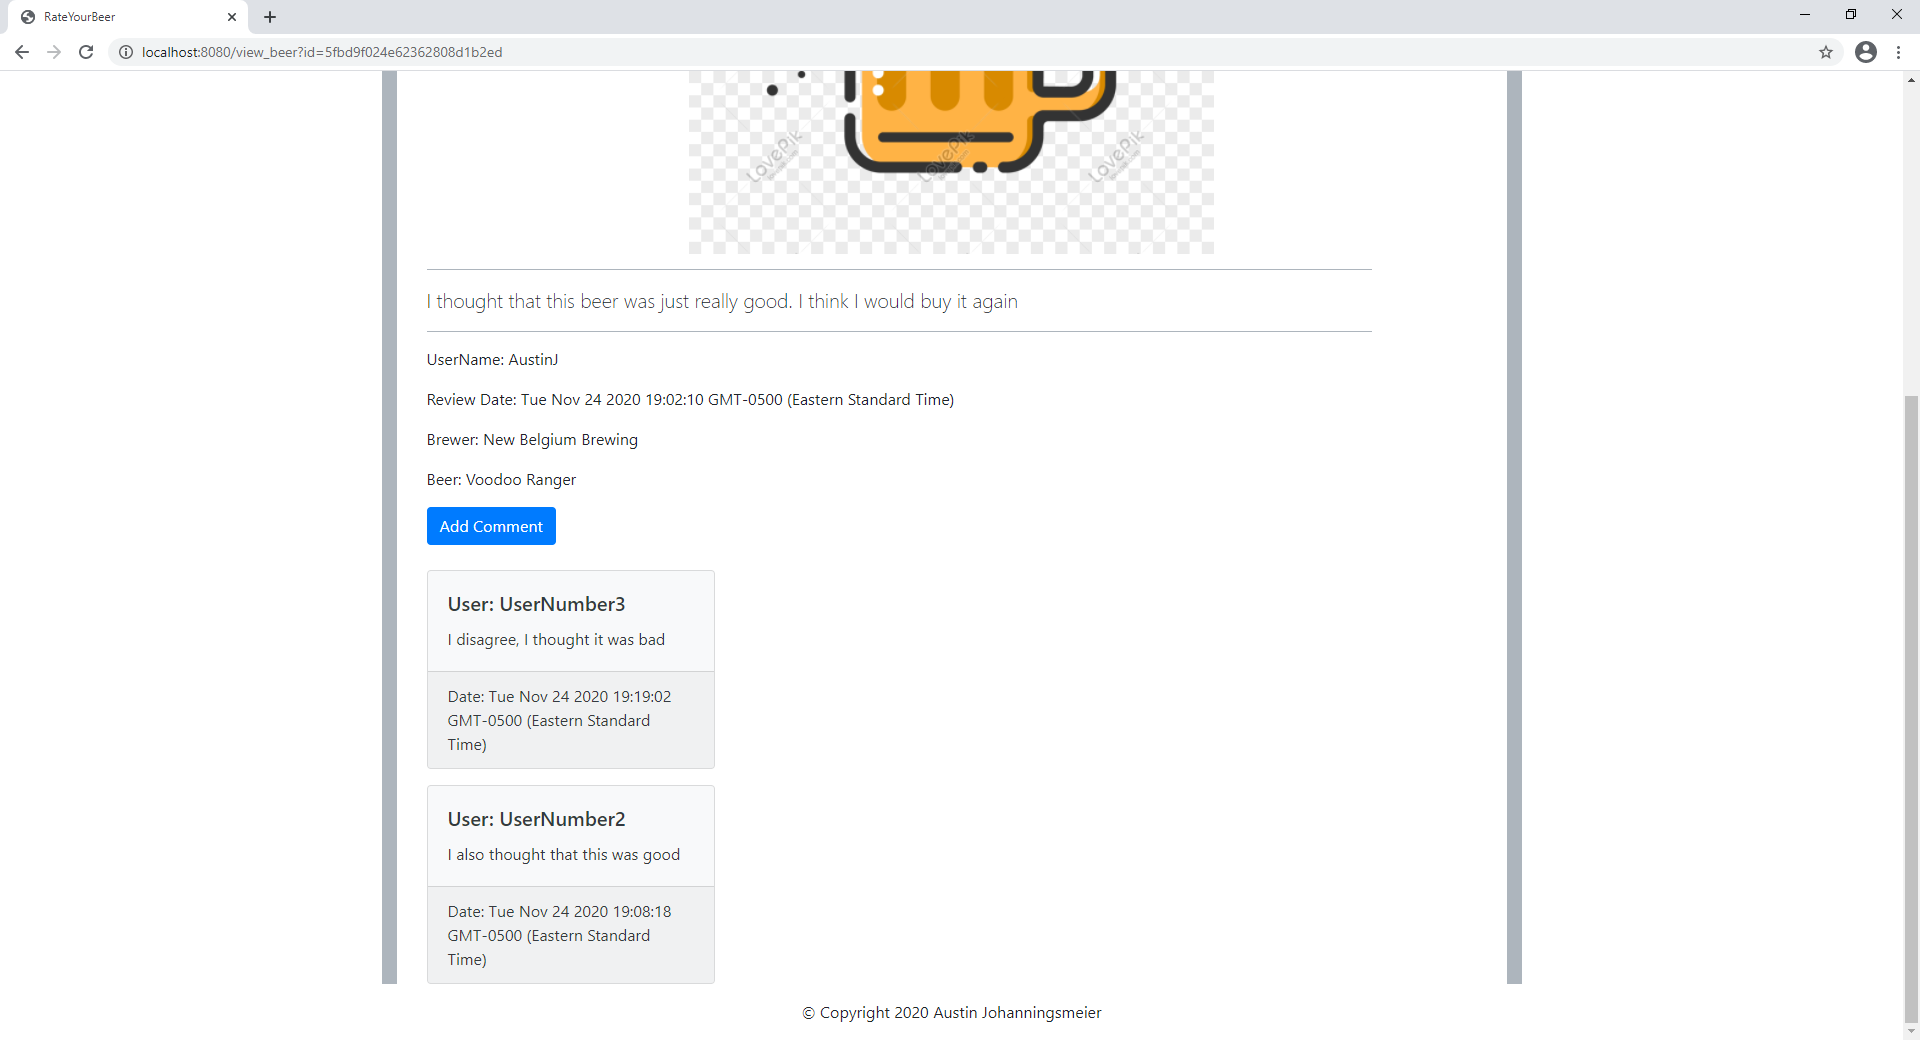 RateYourBeer
localhost:8080/view_beer?id=5fbd9f024e62362808d1b2ed
LovePik LovePik LovePik
I thought that this beer was just really good. I think I would buy it again
UserName: AustinJ
Review Date: Tue Nov 24 2020 19:02:10 GMT-0500 (Eastern Standard Time)
Brewer: New Belgium Brewing
Beer: Voodoo Ranger
Add Comment
User: UserNumber3
I disagree, I thought it was bad
Date: Tue Nov 24 2020 19:19:02
GMT-0500 (Eastern Standard
Time)
User: UserNumber2
I also thought that this was good
Date: Tue Nov 24 2020 19:08:18
GMT-0500 (Eastern Standard
Time)
© Copyright 2020 Austin Johanningsmeier